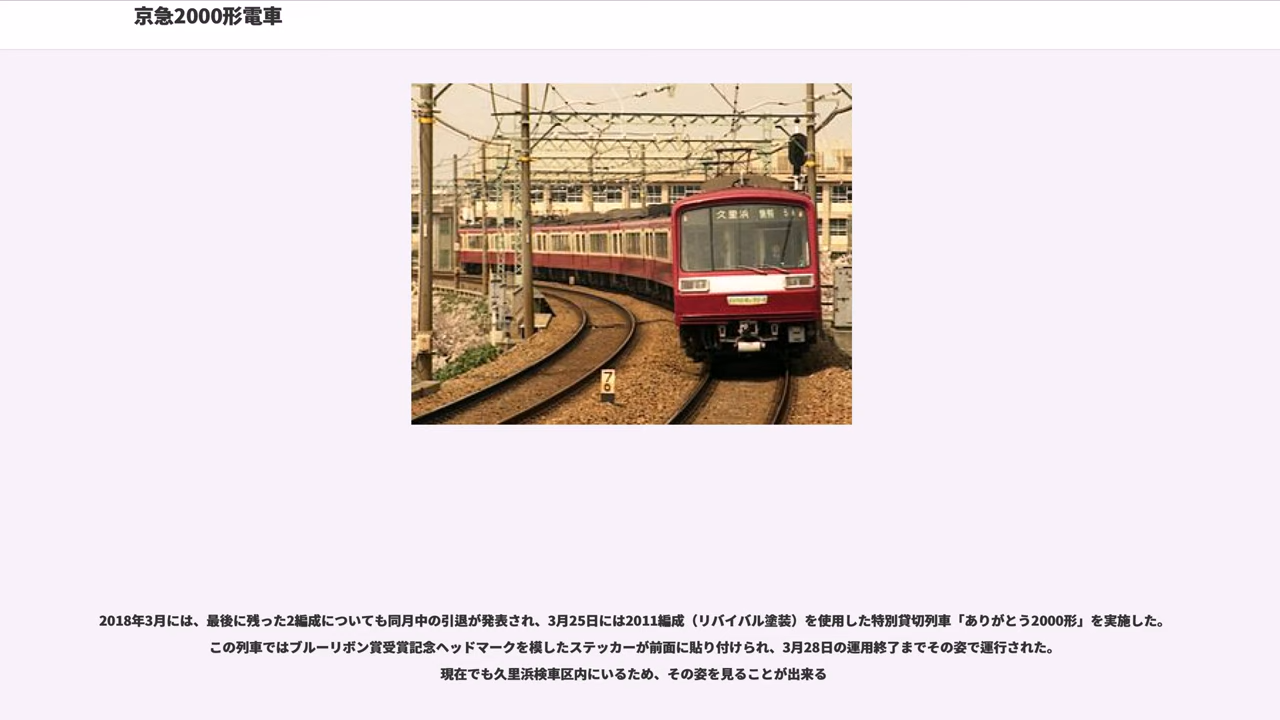 京急2000形電車
久里浜 急行
7
6
2018年3月には、最後に残った2編成についても同月中の引退が発表され、3月25日には2011編成（リバイバル塗装）を使用した特別貸切列車「ありがとう2000形」を実施した。
この列車ではブルーリボン賞受賞記念ヘッドマークを模したステッカーが前面に貼り付けられ、3月28日の運用終了までその姿で運行された。
現在でも久里浜検車区内にいるため、その姿を見ることが出来る